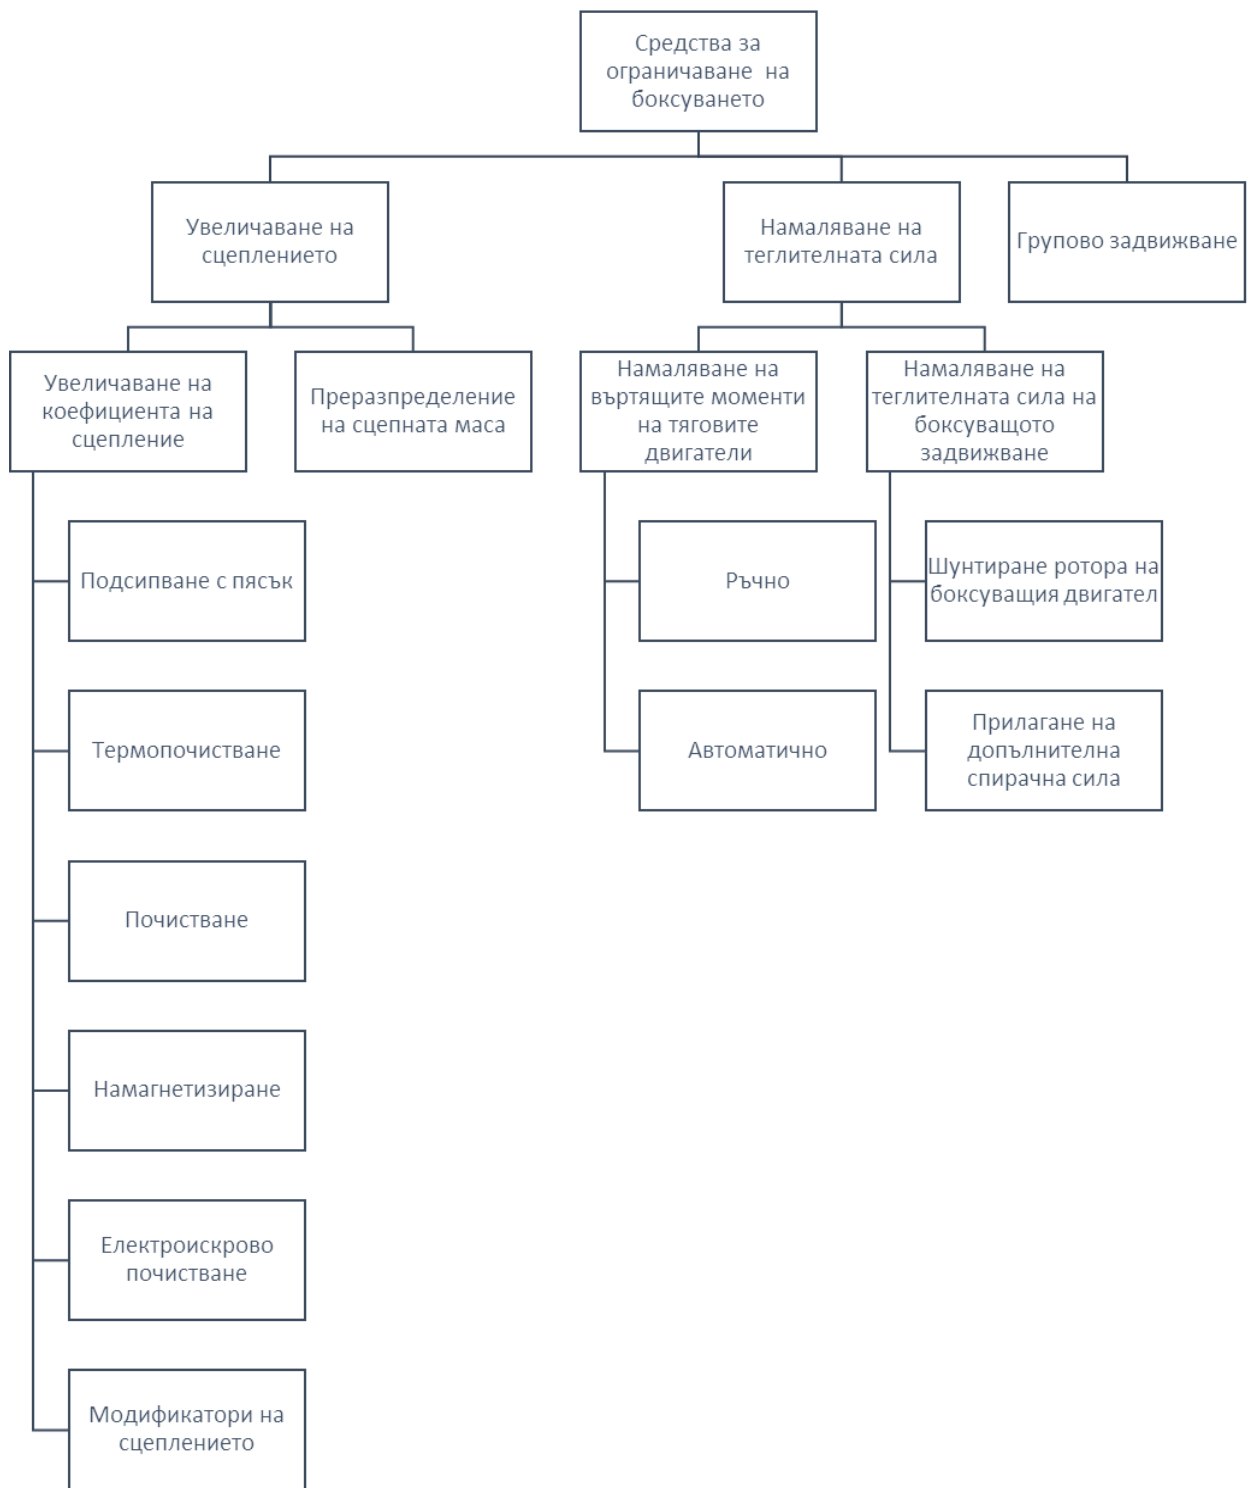 Средства за
ограничаване на
боксуването
Увеличаване на
сцеплението
Намаляване на
теглителната сила
Групово задвижване
Увеличаване на
коефициента на
сцепление
Преразпределение
на сцепната маса
Намаляване на
въртящите моменти
на тяговите
двигатели
Намаляване на
теглителната сила на
боксуващото
задвижване
Подсипване с пясък
Ръчно
Шунтиране ротора на
боксуващия двигател
Термопочистване
Автоматично
Прилагане на
допълнителна
спирачна сила
Почистване
Намагнетизиране
Електроискрово
почистване
Модификатори на
сцеплението